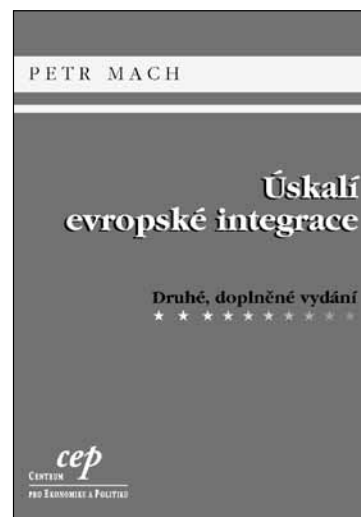 PETR MACH
Úskalí
evropské integrace
Druhé, doplněné vydání
cep
CENTRUM
PRO EKONOMIKU A POLITIKU